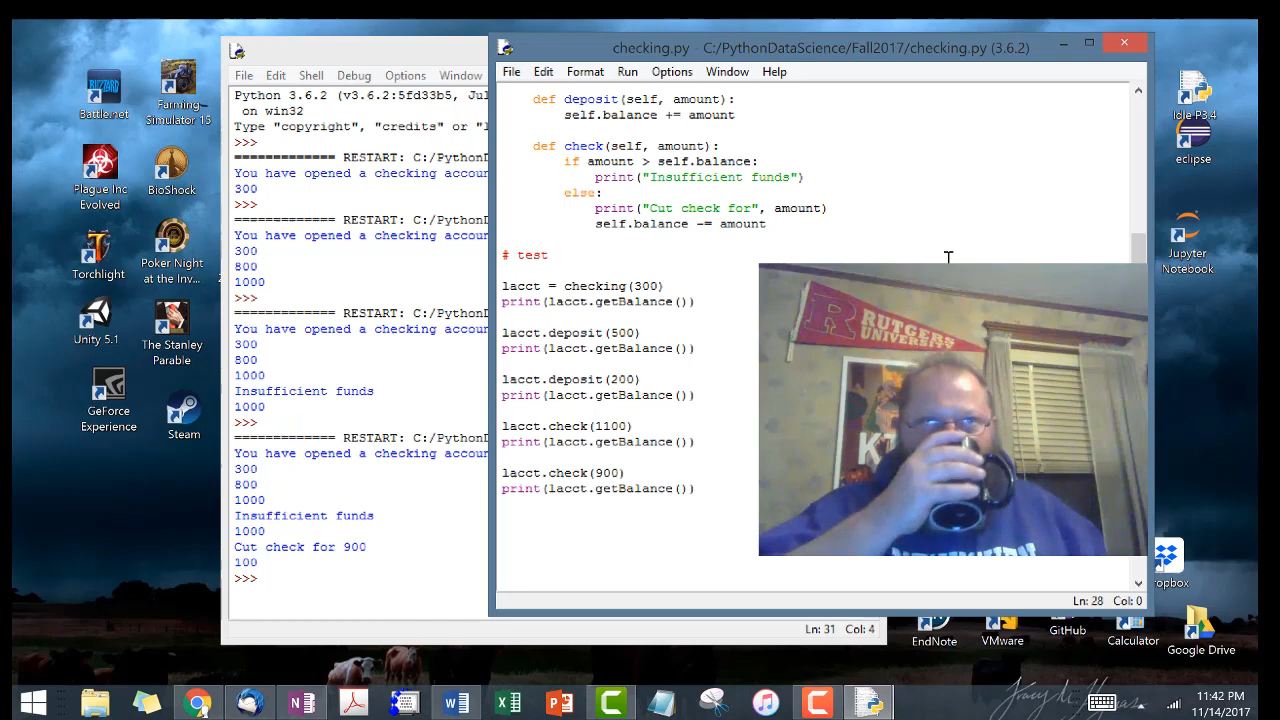 Battle.net
Farming
Simulator 15
Plague Inc
Evolved
BioShock
Torchlight
Poker Night
at the Inv...
Unity 5.1
The Stanley
Parable
GeForce
Experience
Steam
File Edit Shell Debug Options Window
Python 3.6.2 (v3.6.2:5fd33b5, Jul
on win32
Type "copyright", "credits" or "l
>>>
============= RESTART: C:/PythonD
You have opened a checking accoun
300
>>>
============= RESTART: C:/PythonD
You have opened a checking accoun
300
800
1000
>>>
============= RESTART: C:/PythonD
You have opened a checking accoun
300
800
1000
Insufficient funds
1000
>>>
============= RESTART: C:/PythonD
You have opened a checking accoun
300
800
1000
Insufficient funds
1000
Cut check for 900
100
>>>
Ln: 31 Col: 4
checking.py - C:/PythonDataScience/Fall2017/checking.py (3.6.2)
File Edit Format Run Options Window Help
def deposit(self, amount):
self.balance += amount
def check(self, amount):
if amount > self.balance:
print("Insufficient funds")
else:
print("Cut check for", amount)
self.balance -= amount
# test
lacct = checking(300)
print(lacct.getBalance())
lacct.deposit(500)
print(lacct.getBalance())
lacct.deposit(200)
print(lacct.getBalance())
lacct.check(1100)
print(lacct.getBalance())
lacct.check(900)
print(lacct.getBalance())
Ln: 28 Col: 0
R RUTGERS
UNIVERSITY
Idle P3.4
eclipse
Jupyter
Notebook
ropbox
EndNote
VMware
GitHub
Calculator
Google Drive
11:42 PM
11/14/2017